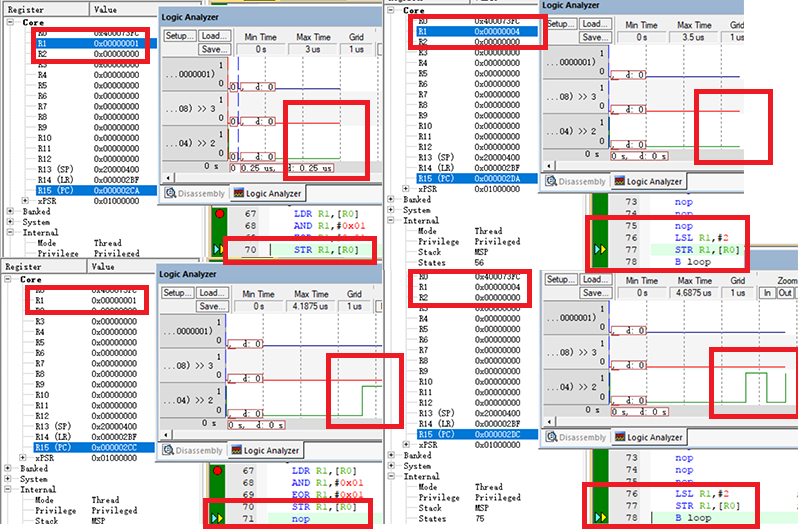 Register Value
Core
R0 0x400073FC
R1 0x00000001
R2 0x00000000
R3 0x00000000
R4 0x00000000
R5 0x00000000
R6 0x00000000
R7 0x00000000
R8 0x00000000
R9 0x00000000
R10 0x00000000
R11 0x00000000
R12 0x00000000
R13 (SP) 0x20000400
R14 (LR) 0x000002BF
R15 (PC) 0x000002CA
xPSR 0x01000000
Banked
System
Internal
Mode Thread
Privilege Privileged
Logic Analyzer
Setup... Load...
Save...
Min Time Max Time Grid
0 s 3 us 1 us
...0000001) 1
0
...08) >> 3 1
0
...04) >> 2 1
0
0 s
0, d: 0
0, d: 0
0, d: 0
0 0.25 us, d: 0.25 us
Disassembly Logic Analyzer
67 LDR R1,[R0]
68 AND R1,#0x01
70 STR R1,[R0]
Register Value
Core
R0 0x400073FC
R1 0x00000004
R2 0x00000000
R3 0x00000000
R4 0x00000000
R5 0x00000000
R6 0x00000000
R7 0x00000000
R8 0x00000000
R9 0x00000000
R10 0x00000000
R11 0x00000000
R12 0x00000000
R13 (SP) 0x20000400
R14 (LR) 0x000002BF
R15 (PC) 0x000002DA
xPSR 0x01000000
Banked
System
Internal
Mode Thread
Privilege Privileged
Stack MSP
States 56
Logic Analyzer
Setup... Load...
Save...
Min Time Max Time Grid
0 s 3.5 us 1 us
...0000001) 1
0
...08) >> 3 1
0
...04) >> 2 1
0
0 s
, d: 0
, d: 0
, d: 0
0 s, d: 0 s
Disassembly Logic Analyzer
73 nop
74 nop
75 nop
76 LSL R1,#2
77 STR R1,[R0]
78 B loop
Register Value
Core
R1 0x00000001
R3 0x00000000
R4 0x00000000
R5 0x00000000
R6 0x00000000
R7 0x00000000
R8 0x00000000
R9 0x00000000
R10 0x00000000
R11 0x00000000
R12 0x00000000
R13 (SP) 0x20000400
R14 (LR) 0x000002BF
R15 (PC) 0x000002CC
xPSR 0x01000000
Banked
System
Internal
Mode Thread
Privilege Privileged
Stack MSP
Logic Analyzer
Setup... Load...
Save...
Min Time Max Time Grid
0 s 4.1875 us 1 us
...0000001) 1
0
...08) >> 3 1
0
...04) >> 2 1
0
0 s
, d: 0
, d: 0
, d: 0
0 s, d: 0 s
Disassembly Logic Analyzer
67 LDR R1,[R0]
68 AND R1,#0x01
69 EOR R1,#0x01
70 STR R1,[R0]
71 nop
R0 0x400073FC
R1 0x00000004
R2 0x00000000
R3 0x00000000
R4 0x00000000
R5 0x00000000
R6 0x00000000
R7 0x00000000
R8 0x00000000
R9 0x00000000
R10 0x00000000
R11 0x00000000
R12 0x00000000
R13 (SP) 0x20000400
R14 (LR) 0x000002BF
R15 (PC) 0x000002DC
xPSR 0x01000000
Banked
System
Internal
Mode Thread
Privilege Privileged
Stack MSP
States 75
Setup... Load...
Save...
Min Time Max Time Grid Zoom
0 s 4.6875 us 1 us In Out
...0000001) 1
0
...08) >> 3 1
0
...04) >> 2 1
0
0 s
, d: 0
, d: 0
, d: 0
0 s, d: 0 s
Disassembly Logic Analyzer
73 nop
74 nop
75 nop
76 LSL R1,#2
77 STR R1,[R0]
78 B loop